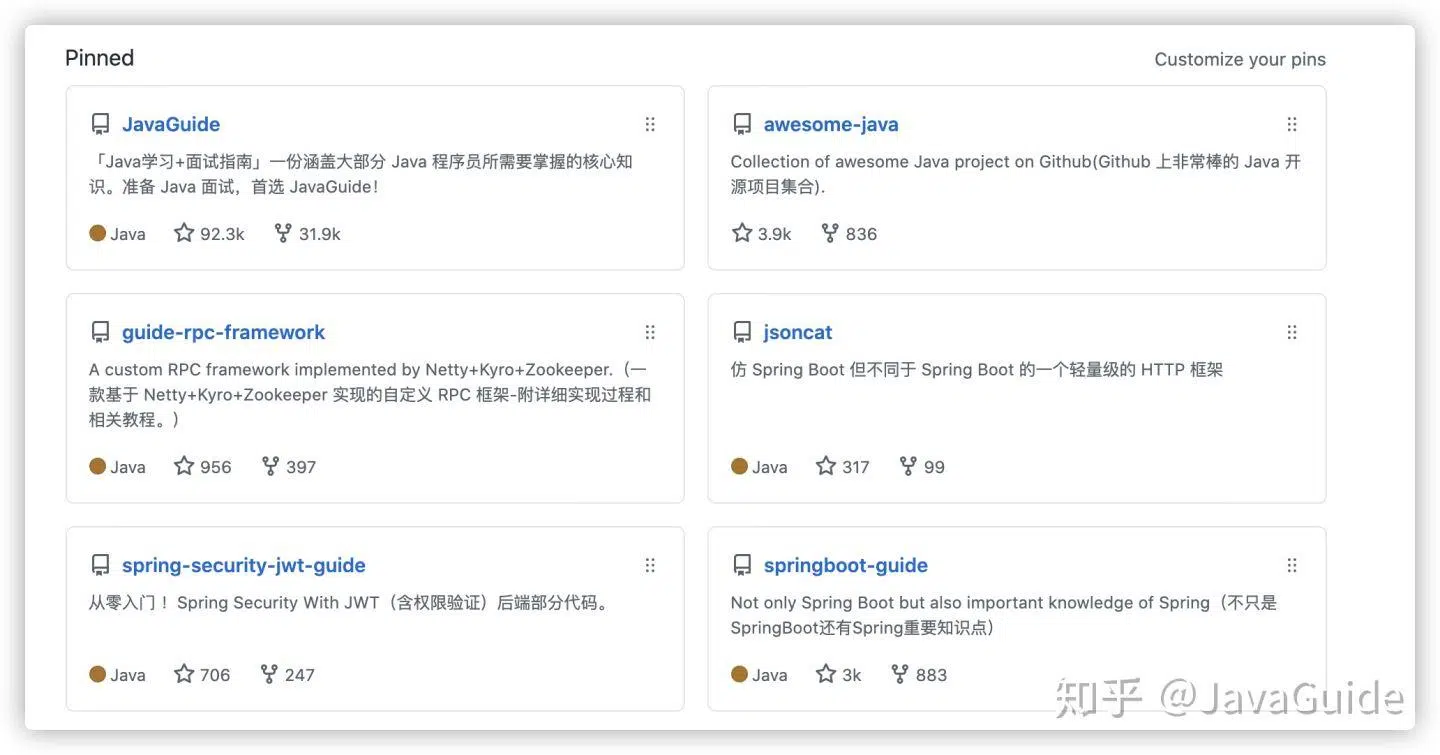 Pinned
Customize your pins
JavaGuide
「Java学习+面试指南」一份涵盖大部分 Java 程序员所需要掌握的核心知
识。准备 Java 面试，首选 JavaGuide！
Java 92.3k 31.9k
awesome-java
Collection of awesome Java project on Github(Github 上非常棒的 Java 开
源项目集合).
3.9k 836
guide-rpc-framework
A custom RPC framework implemented by Netty+Kyro+Zookeeper.（一
款基于 Netty+Kyro+Zookeeper 实现的自定义 RPC 框架-附详细实现过程和
相关教程。）
Java 956 397
jsoncat
仿 Spring Boot 但不同于 Spring Boot 的一个轻量级的 HTTP 框架
Java 317 99
spring-security-jwt-guide
从零入门 ！Spring Security With JWT（含权限验证）后端部分代码。
Java 706 247
springboot-guide
Not only Spring Boot but also important knowledge of Spring（不只是
SpringBoot还有Spring重要知识点）
Java 3k 883
知乎 @JavaGuide